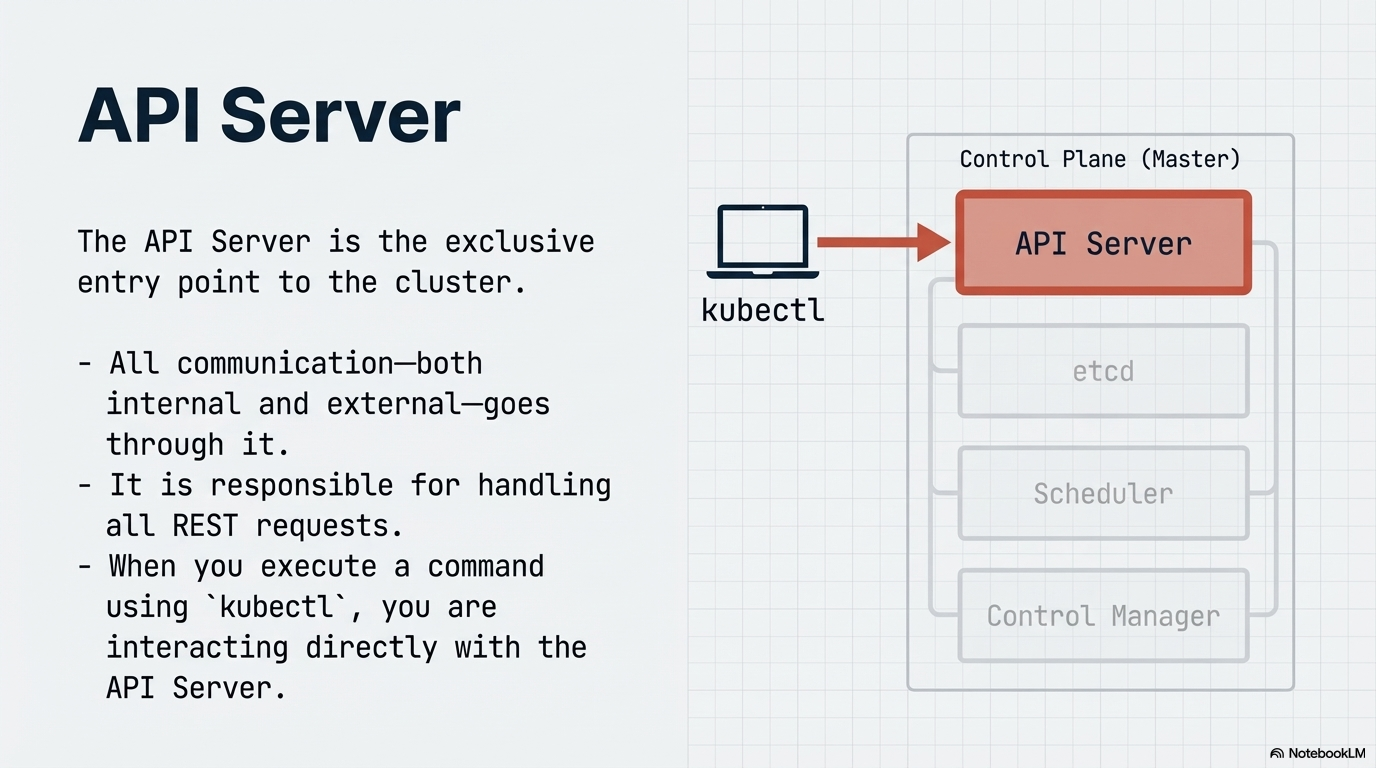 API Server
The API Server is the exclusive
entry point to the cluster.
- All communication—both
internal and external—goes
through it.
- It is responsible for handling
all REST requests.
- When you execute a command
using `kubectl`, you are
interacting directly with the
API Server.
kubectl
Control Plane (Master)
API Server
etcd
Scheduler
Control Manager
NotebookLM